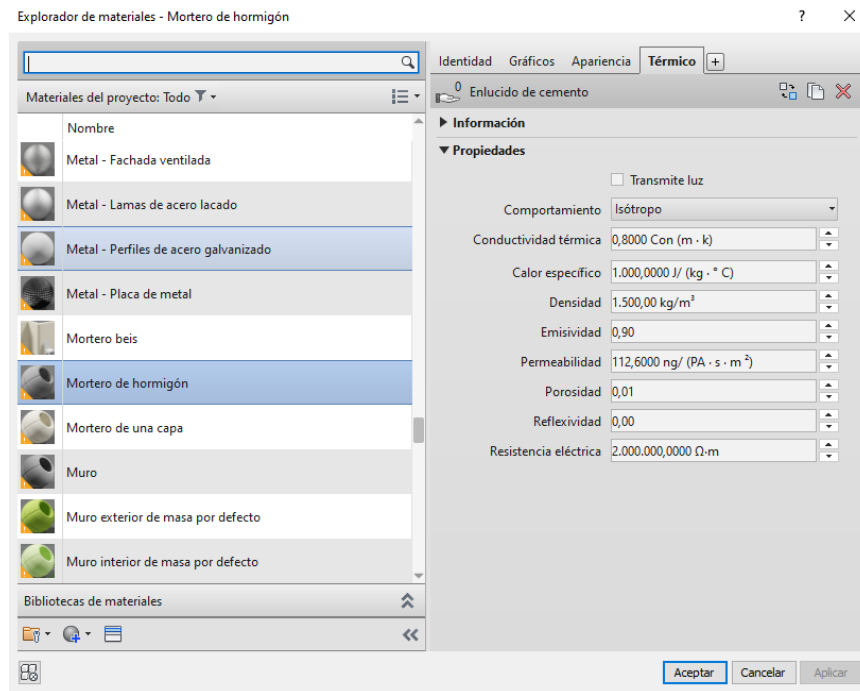 Explorador de materiales - Mortero de hormigón
?
Identidad Gráficos Apariencia Térmico +
Materiales del proyecto: Todo
0 Enlucido de cemento
Nombre
Metal - Fachada ventilada
Metal - Lamas de acero lacado
Metal - Perfiles de acero galvanizado
Metal - Placa de metal
Mortero beis
Mortero de hormigón
Mortero de una capa
Muro
Muro exterior de masa por defecto
Muro interior de masa por defecto
Bibliotecas de materiales
Información
Propiedades
Transmite luz
Comportamiento Isótropo
Conductividad térmica 0,8000 Con (m · k)
Calor específico 1.000,0000 J/ (kg · ° C)
Densidad 1.500,00 kg/m³
Emisividad 0,90
Permeabilidad 112,6000 ng/ (PA · s · m ²)
Porosidad 0,01
Reflexividad 0,00
Resistencia eléctrica 2.000.000,0000 Ω·m
Aceptar Cancelar Aplicar